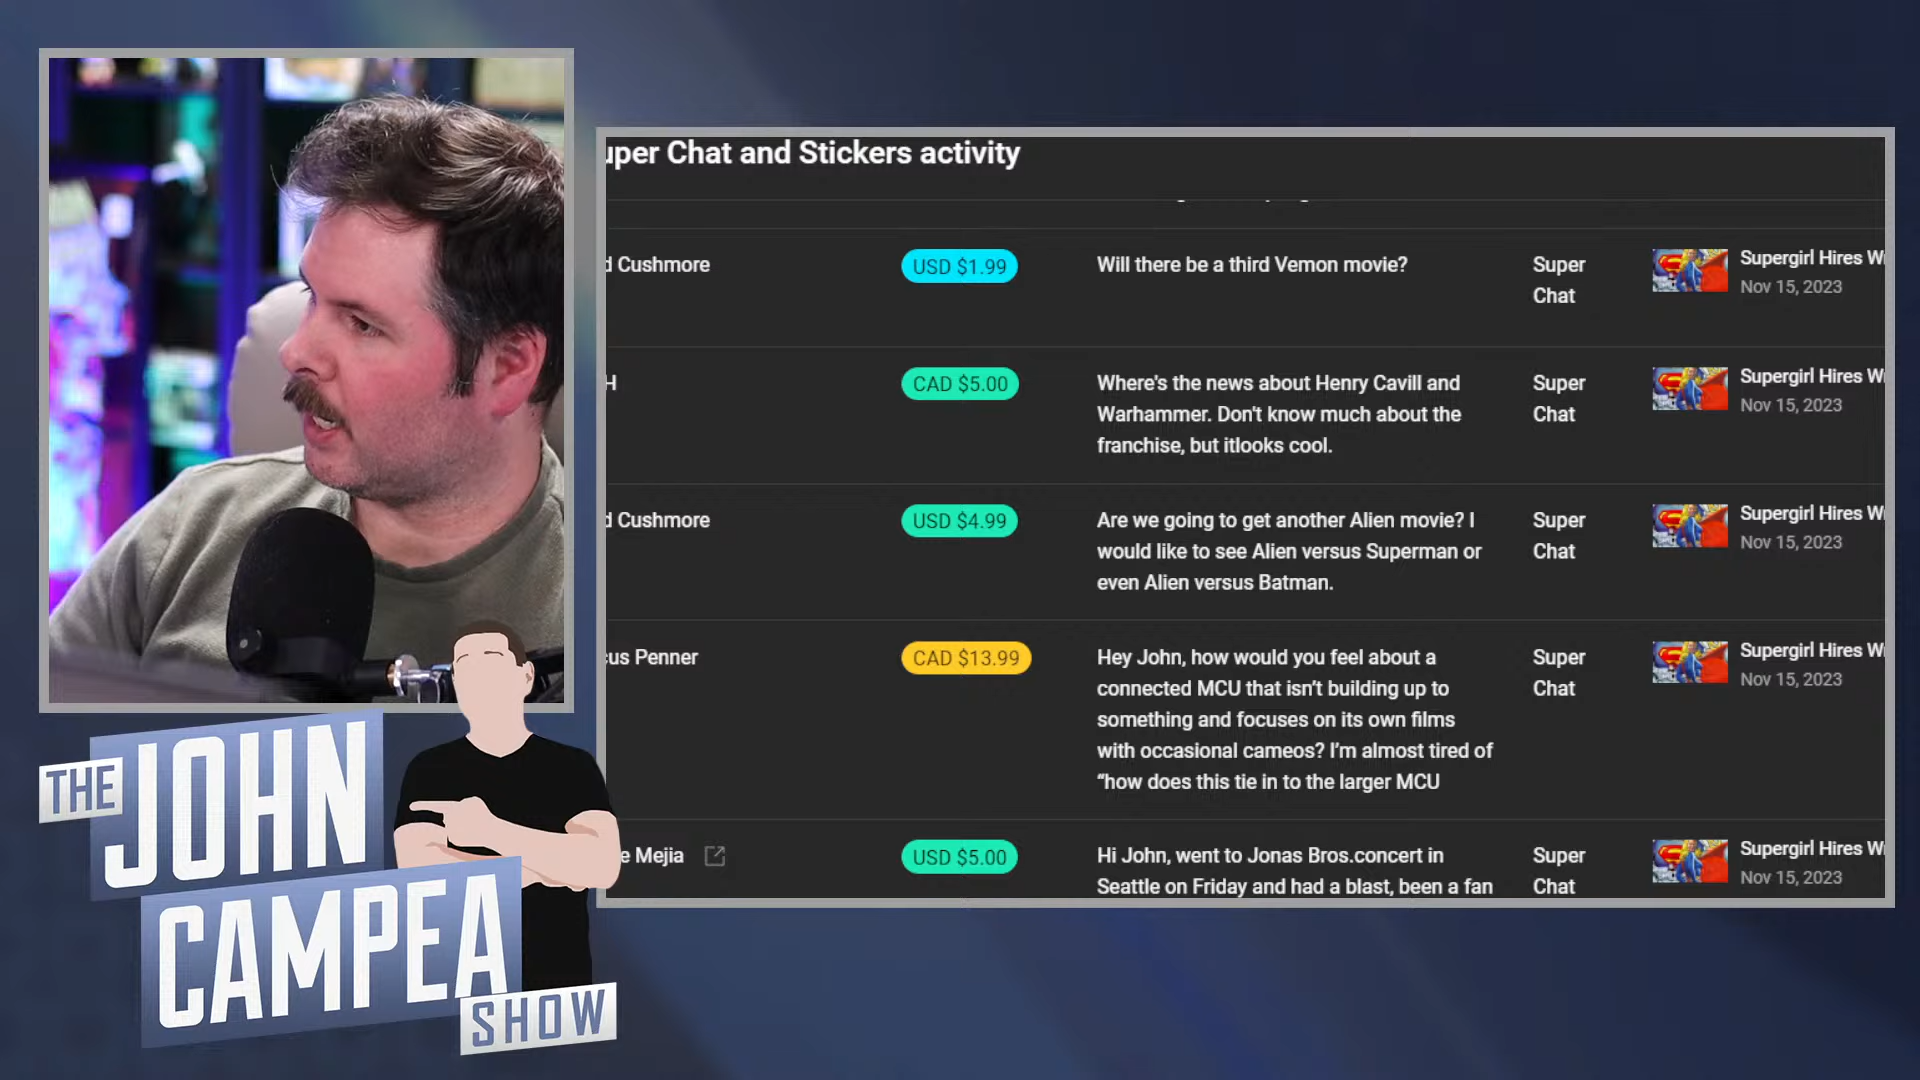 uper Chat and Stickers activity
d Cushmore
USD $1.99
Will there be a third Vemon movie?
Super
Chat
Supergirl Hires W
Nov 15, 2023
H
CAD $5.00
Where's the news about Henry Cavill and
Warhammer. Don't know much about the
franchise, but itlooks cool.
Super
Chat
Supergirl Hires W
Nov 15, 2023
d Cushmore
USD $4.99
Are we going to get another Alien movie? I
would like to see Alien versus Superman or
even Alien versus Batman.
Super
Chat
Supergirl Hires W
Nov 15, 2023
cus Penner
CAD $13.99
Hey John, how would you feel about a
connected MCU that isn't building up to
something and focuses on its own films
with occasional cameos? I'm almost tired of
“how does this tie in to the larger MCU
Super
Chat
Supergirl Hires W
Nov 15, 2023
e Mejia
USD $5.00
Hi John, went to Jonas Bros.concert in
Seattle on Friday and had a blast, been a fan
Super
Chat
Supergirl Hires W
Nov 15, 2023
THE
JOHN
CAMPEA
SHOW